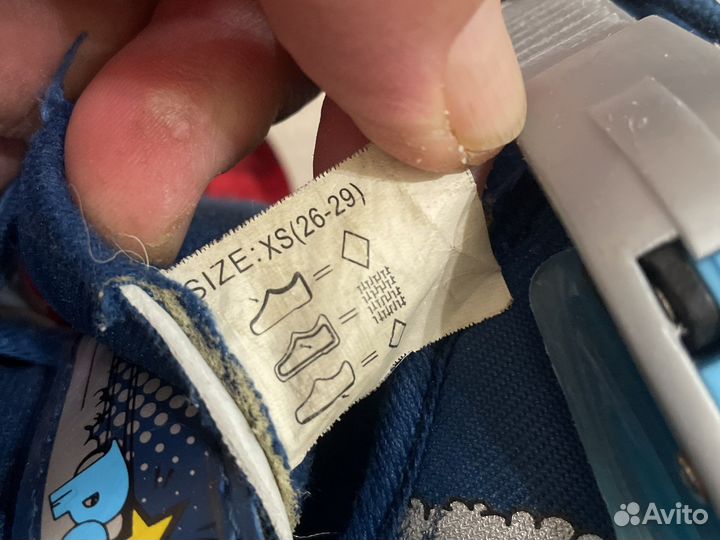 SIZE: XS(26-29)
=
=
=
Avito